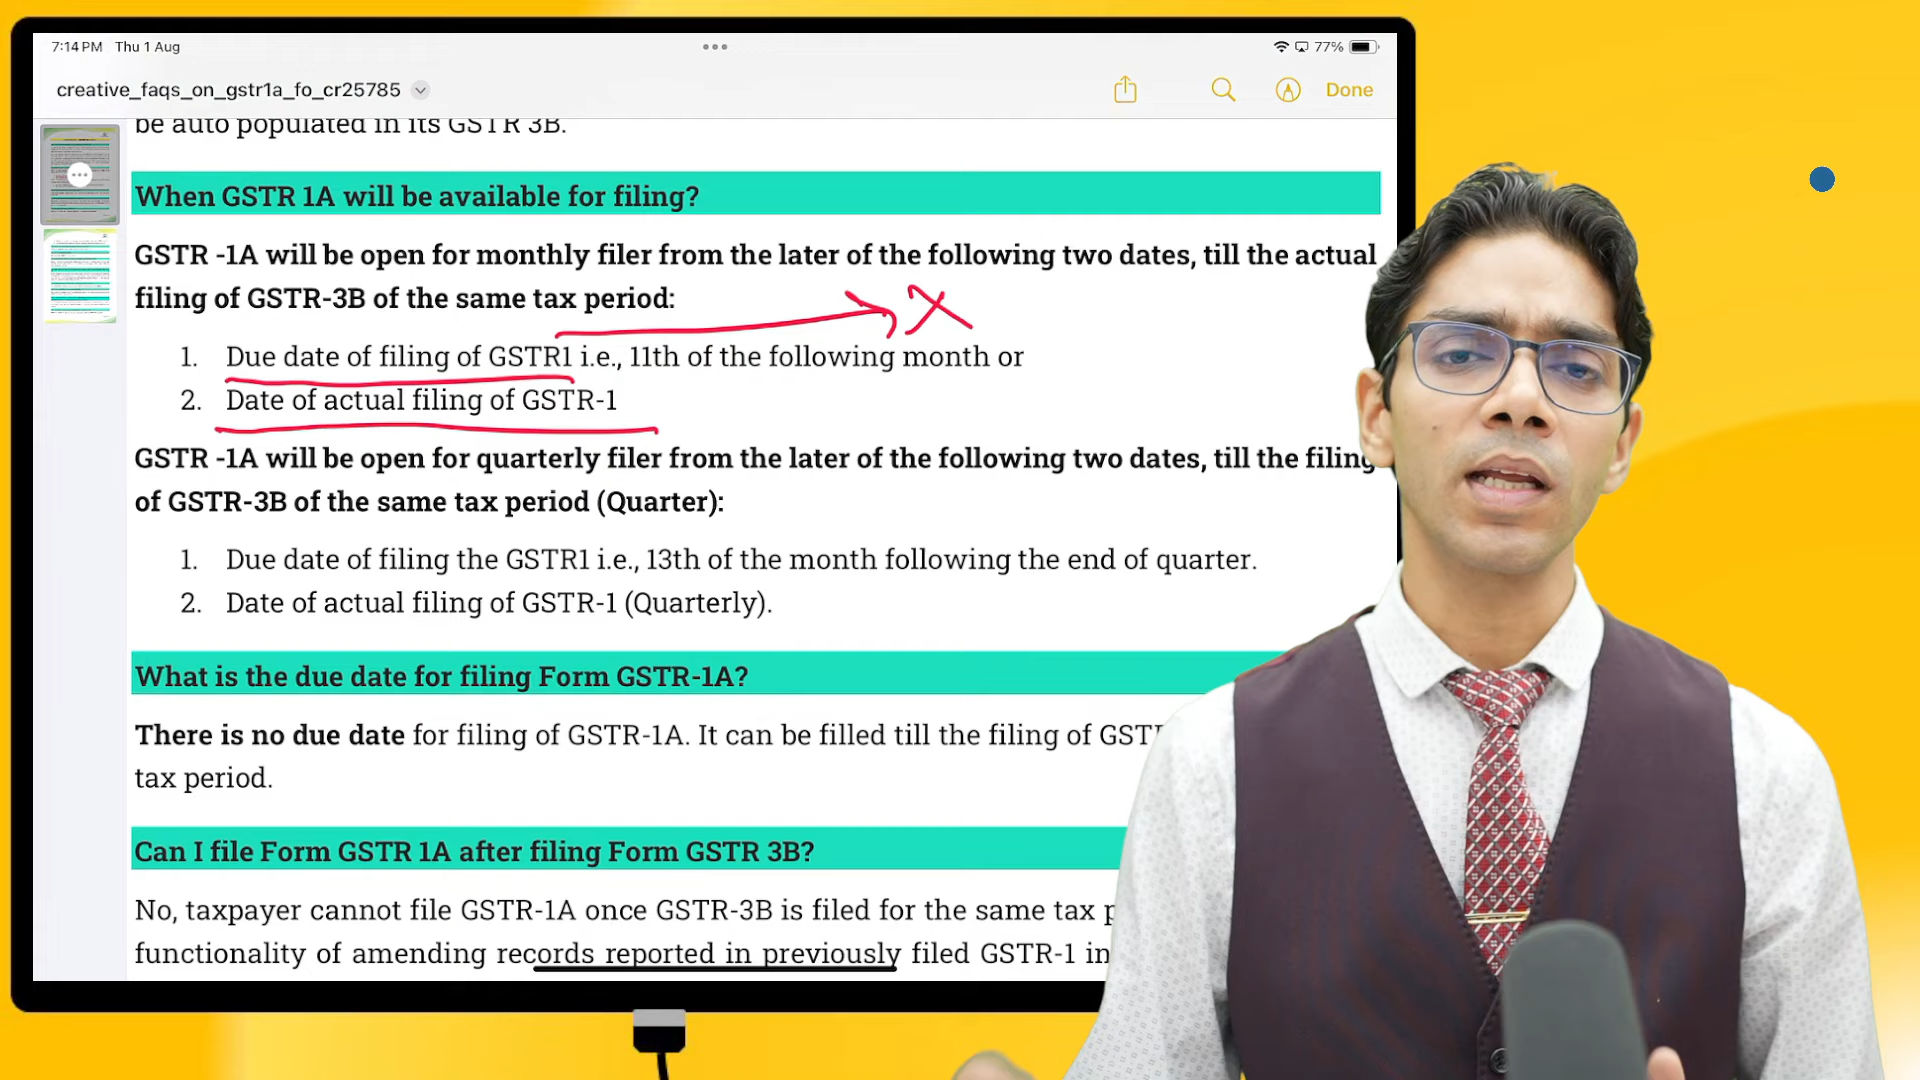 7:14 PM Thu 1 Aug
77%
creative_faqs_on_gstr1a_fo_cr25785
Done
be auto populated in its GSTR 3B.
When GSTR 1A will be available for filing?
GSTR -1A will be open for monthly filer from the later of the following two dates, till the actual
filing of GSTR-3B of the same tax period:
X
1. Due date of filing of GSTR1 i.e., 11th of the following month or
2. Date of actual filing of GSTR-1
GSTR -1A will be open for quarterly filer from the later of the following two dates, till the filing
of GSTR-3B of the same tax period (Quarter):
1. Due date of filing the GSTR1 i.e., 13th of the month following the end of quarter.
2. Date of actual filing of GSTR-1 (Quarterly).
What is the due date for filing Form GSTR-1A?
There is no due date for filing of GSTR-1A. It can be filled till the filing of
tax period.
Can I file Form GSTR 1A after filing Form GSTR 3B?
No, taxpayer cannot file GSTR-1A once GSTR-3B is filed for the same tax
functionality of amending records reported in previously filed GSTR-1 in